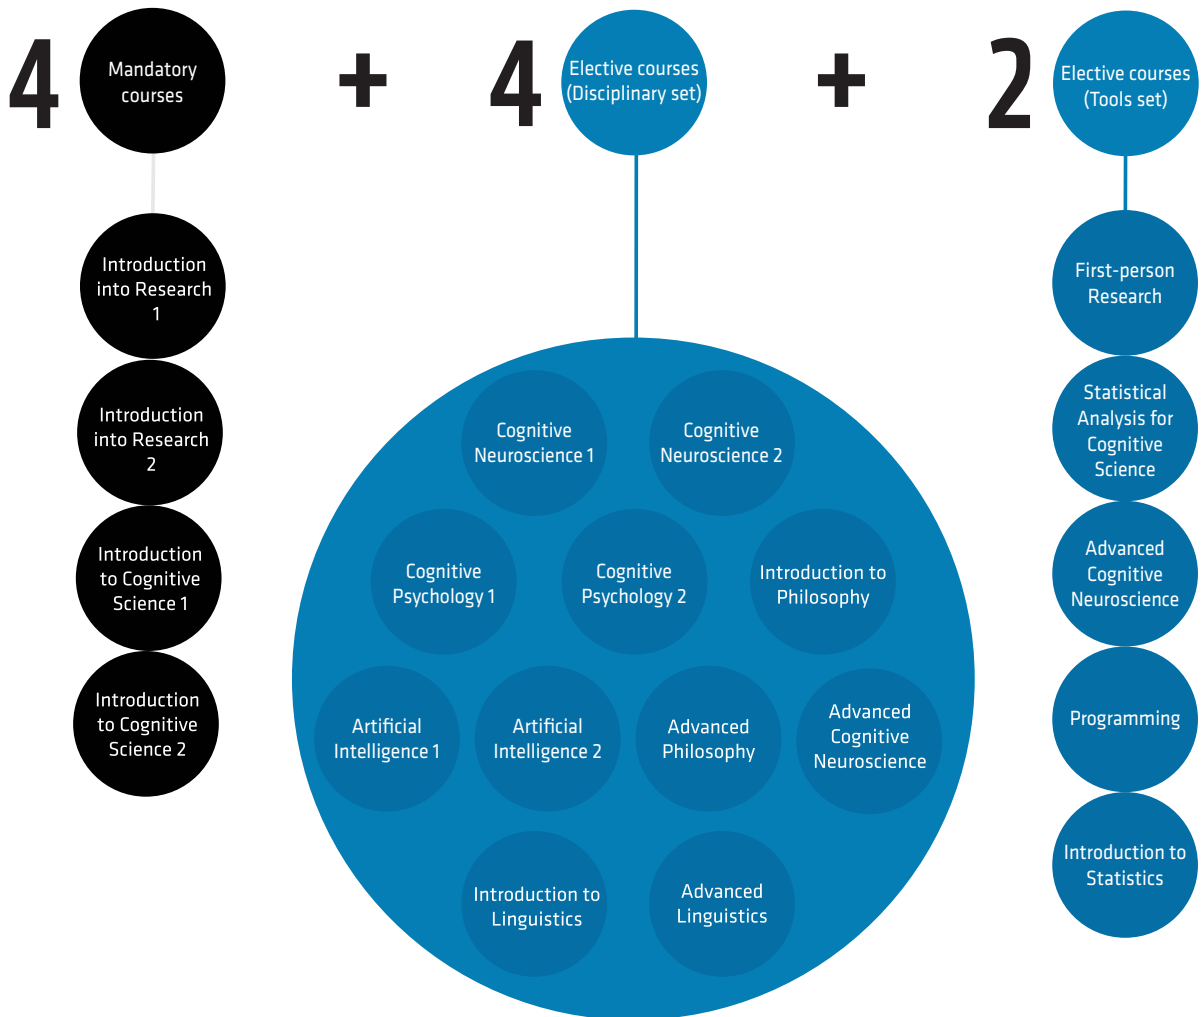 4
Mandatory
courses
+
4
Elective courses
(Disciplinary set)
+
2
Elective courses
(Tools set)
Introduction
into Research
1
Introduction
into Research
2
Introduction
to Cognitive
Science 1
Introduction
to Cognitive
Science 2
Cognitive
Neuroscience 1
Cognitive
Neuroscience 2
Cognitive
Psychology 1
Cognitive
Psychology 2
Introduction to
Philosophy
Artificial
Intelligence 1
Artificial
Intelligence 2
Advanced
Philosophy
Advanced
Cognitive
Neuroscience
Introduction to
Linguistics
Advanced
Linguistics
First-person
Research
Statistical
Analysis for
Cognitive
Science
Advanced
Cognitive
Neuroscience
Programming
Introduction to
Statistics